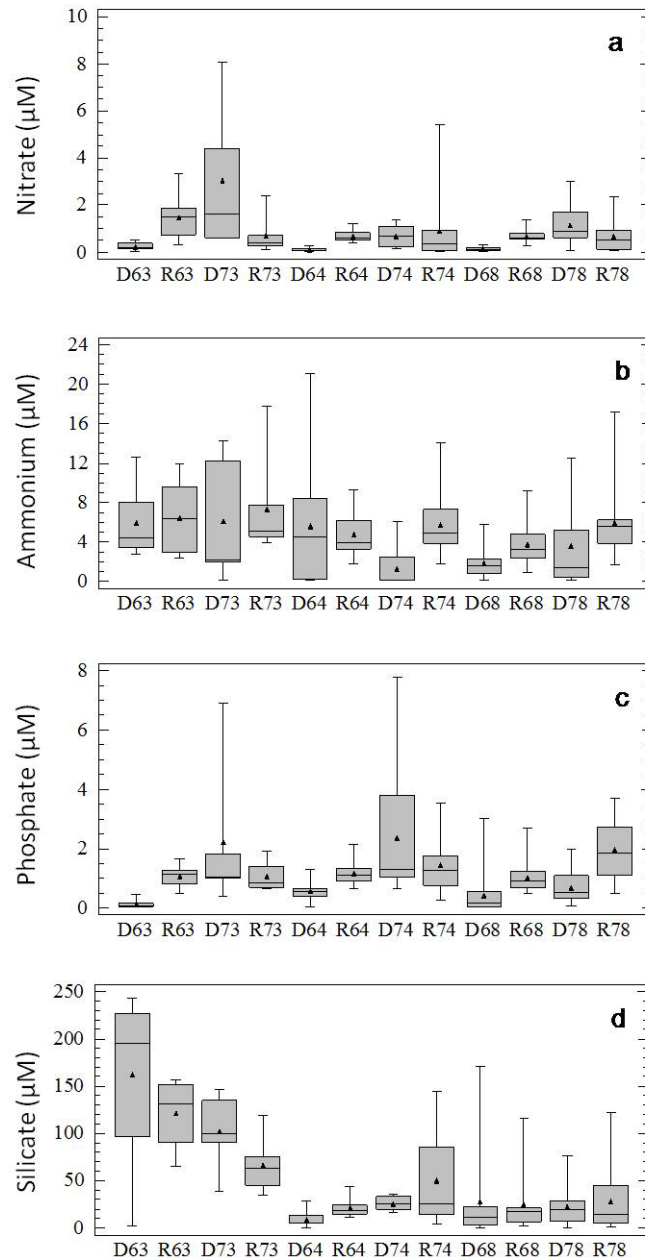 a
Nitrate (µM)
10
8
6
4
2
0
D63 R63 D73 R73 D64 R64 D74 R74 D68 R68 D78 R78
b
Ammonium (µM)
24
20
16
12
8
4
0
D63 R63 D73 R73 D64 R64 D74 R74 D68 R68 D78 R78
c
Phosphate (µM)
8
6
4
2
0
D63 R63 D73 R73 D64 R64 D74 R74 D68 R68 D78 R78
d
Silicate (µM)
250
200
150
100
50
0
D63 R63 D73 R73 D64 R64 D74 R74 D68 R68 D78 R78